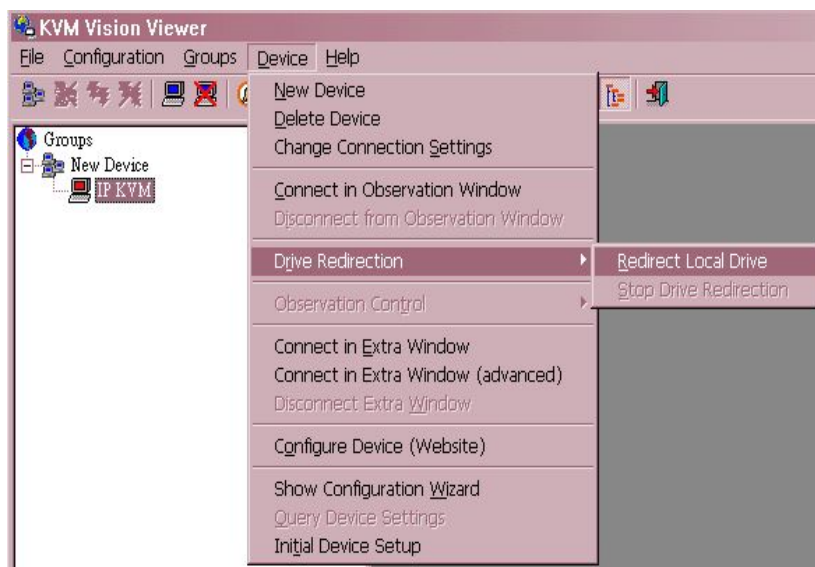 KVM Vision Viewer
File Configuration Groups Device Help
Groups
New Device
IP KVM
New Device
Delete Device
Change Connection Settings
Connect in Observation Window
Disconnect from Observation Window
Drive Redirection
Redirect Local Drive
Stop Drive Redirection
Observation Control
Connect in Extra Window
Connect in Extra Window (advanced)
Disconnect Extra Window
Configure Device (Website)
Show Configuration Wizard
Query Device Settings
Initial Device Setup